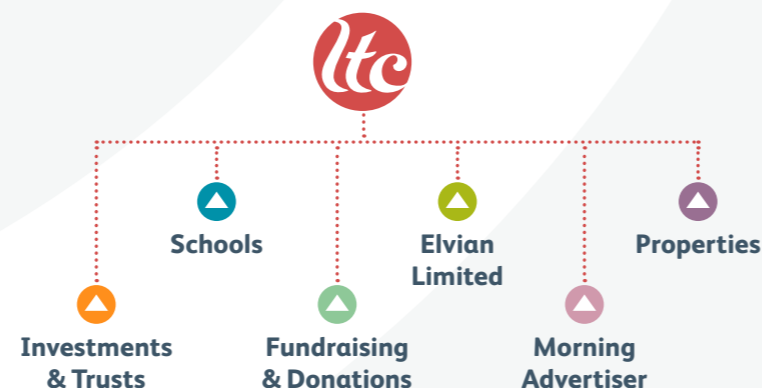 ltc
Schools
Elvian
Limited
Properties
Investments
& Trusts
Fundraising
& Donations
Morning
Advertiser